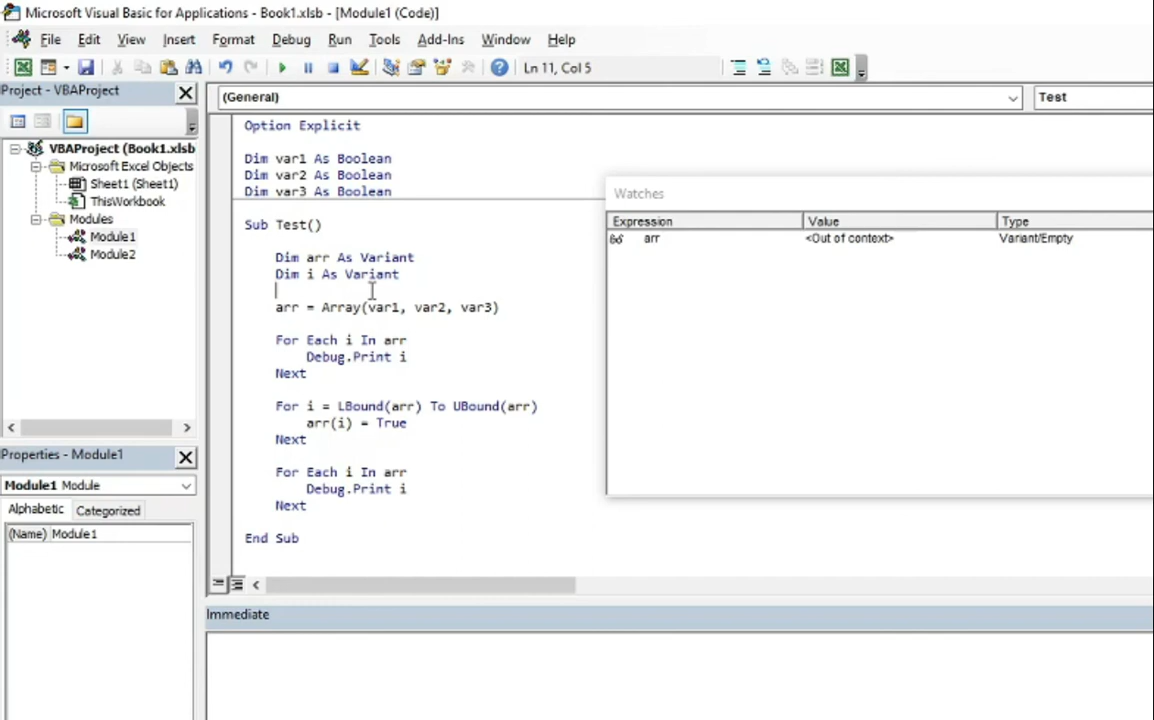 Microsoft Visual Basic for Applications - Book1.xlsb - [Module1 (Code)]
File Edit View Insert Format Debug Run Tools Add-Ins Window Help
Ln 11, Col 5
Project - VBAProject
VBAProject (Book1.xlsb
Microsoft Excel Objects
Sheet1 (Sheet1)
ThisWorkbook
Modules
Module1
Module2
Properties - Module1
Module1 Module
Alphabetic Categorized
(Name) Module1
(General) Test
Option Explicit
Dim var1 As Boolean
Dim var2 As Boolean
Dim var3 As Boolean
Sub Test()
Dim arr As Variant
Dim i As Variant
arr = Array(var1, var2, var3)
For Each i In arr
Debug.Print i
Next
For i = LBound(arr) To UBound(arr)
arr(i) = True
Next
For Each i In arr
Debug.Print i
Next
End Sub
Watches
Expression Value Type
arr <Out of context> Variant/Empty
Immediate